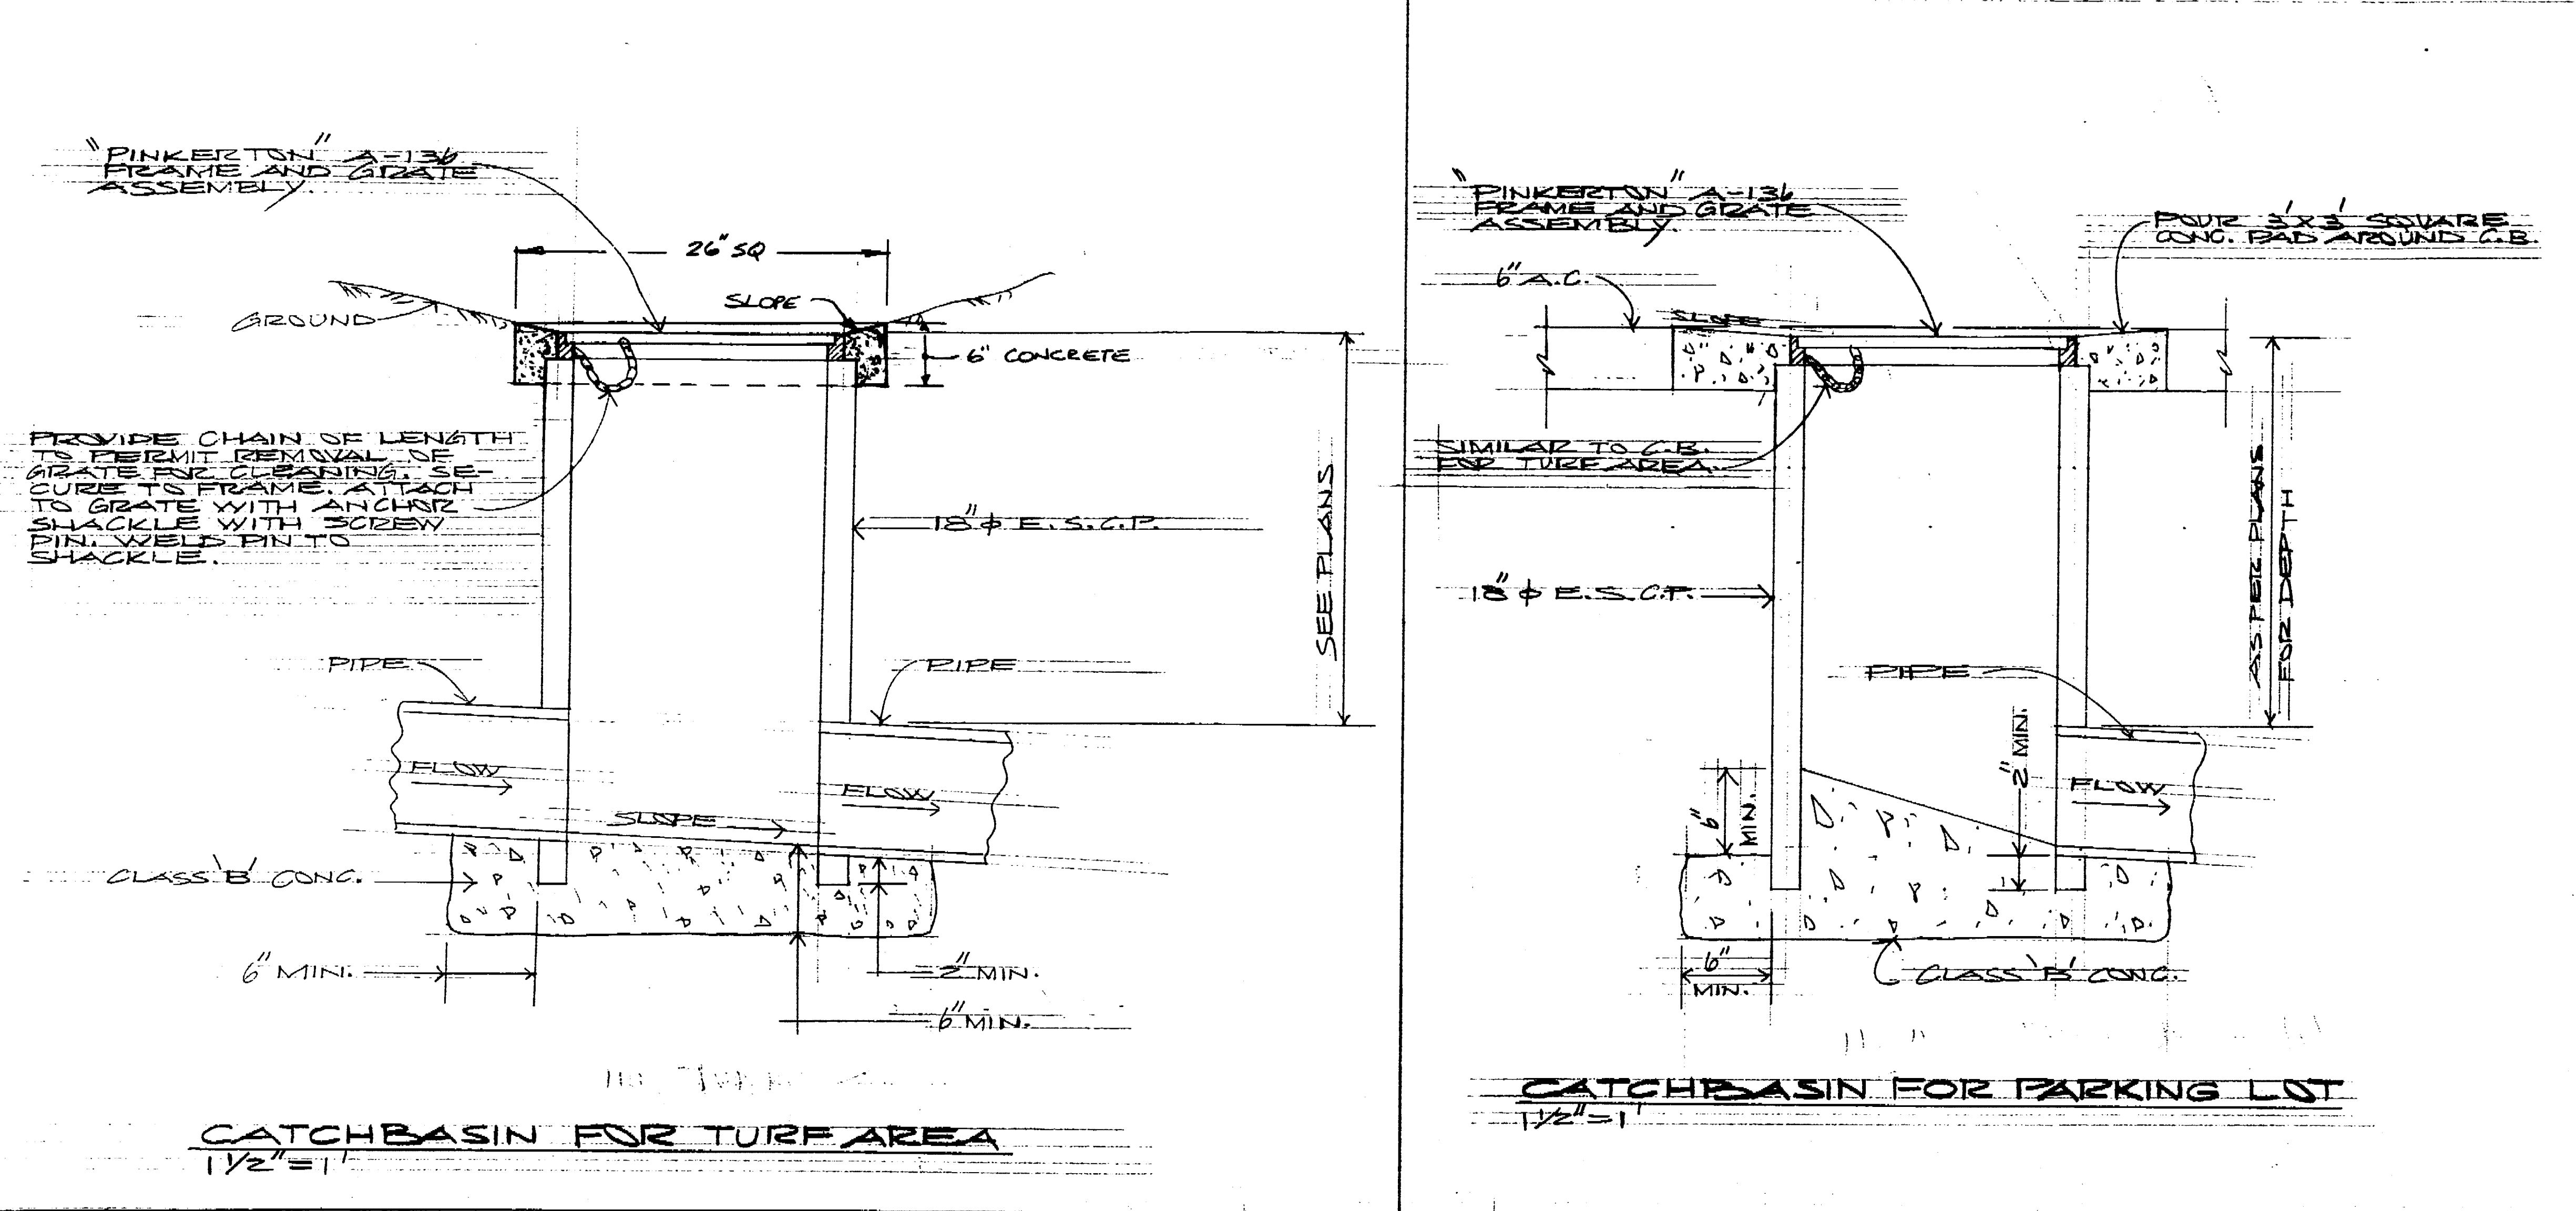 "PINKERTON" A-136
FRAME AND GRATE
ASSEMBLY.
26" SQ
SLOPE
GROUND
6" CONCRETE
PROVIDE CHAIN OF LENGTH
TO PERMIT REMOVAL OF
GRATE FOR CLEANING. SE-
CURE TO FRAME. ATTACH
TO GRATE WITH ANCHOR
SHACKLE WITH SCREW
PIN. WELD PIN TO
SHACKLE.
18" φ E.S.C.P.
SEE PLANS
PIPE
PIPE
FLOW
FLOW
SLOPE
CLASS 'B' CONC.
6" MIN.
2" MIN.
6" MIN.
CATCHBASIN FOR TURF AREA
1 1/2" = 1'
"PINKERTON" A-136
FRAME AND GRATE
ASSEMBLY.
POUR 3' X 3' SQUARE
CONC. PAD AROUND C.B.
6" A.C.
SLOPE
SIMILAR TO C.B.
FOR TURF AREA.
18" φ E.S.C.P.
AS PER PLANS
FOR DEPTH
PIPE
2" MIN.
6"
MIN.
FLOW
6"
MIN.
CLASS 'B' CONC.
CATCHBASIN FOR PARKING LOT
1 1/2" = 1'